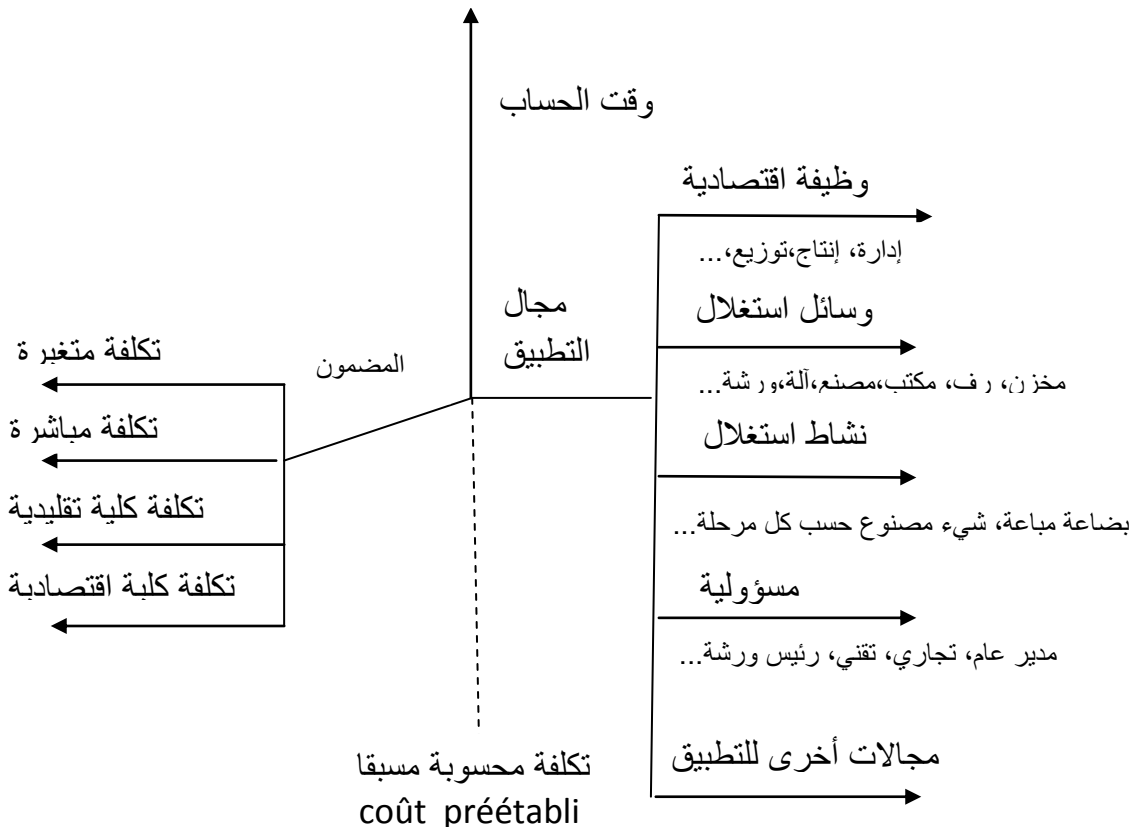 وقت الحساب
وظيفة اقتصادية
إدارة، إنتاج،توزيع،...
مجال
التطبيق
وسائل استغلال
مخزن، رف، مكتب،مصنع،آلة،ورشة...
نشاط استغلال
بضاعة مباعة، شيء مصنوع حسب كل مرحلة...
مسؤولية
مدير عام، تجاري، تقني، رئيس ورشة...
مجالات أخرى للتطبيق
المضمون
تكلفة متغيرة
تكلفة مباشرة
تكلفة كلية تقليدية
تكلفة كلية اقتصادية
تكلفة محسوبة مسبقا
coût préétabli